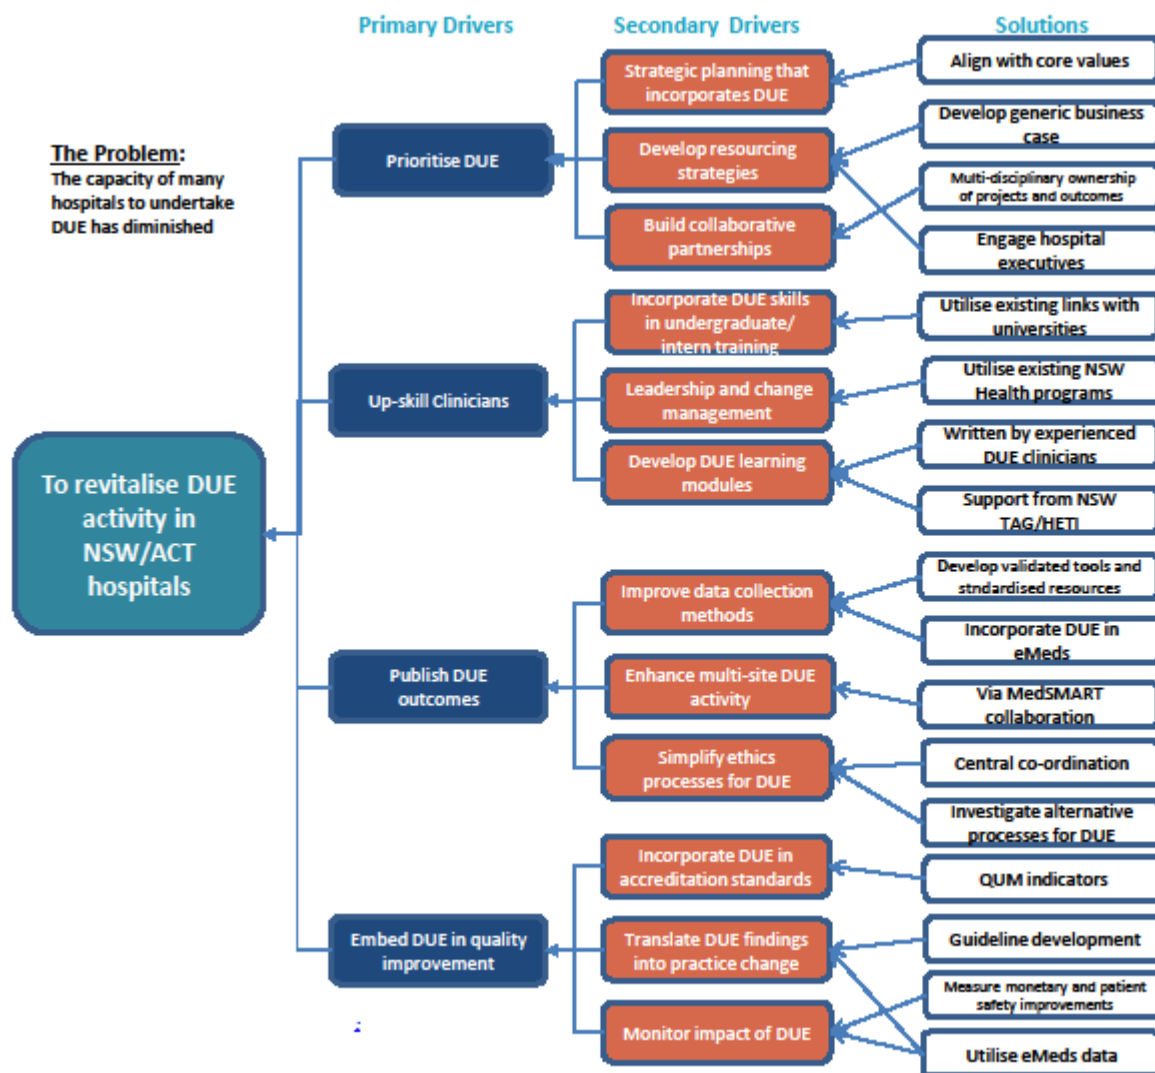 Primary Drivers
Secondary Drivers
Solutions
The Problem:
The capacity of many
hospitals to undertake
DUE has diminished
To revitalise DUE
activity in
NSW/ACT
hospitals
Prioritise DUE
Strategic planning that
incorporates DUE
Develop resourcing
strategies
Build collaborative
partnerships
Align with core values
Develop generic business
case
Multi-disciplinary ownership
of projects and outcomes
Engage hospital
executives
Up-skill Clinicians
Incorporate DUE skills
in undergraduate/
intern training
Leadership and change
management
Develop DUE learning
modules
Utilise existing links with
universities
Utilise existing NSW
Health programs
Written by experienced
DUE clinicians
Support from NSW
TAG/HETI
Publish DUE
outcomes
Improve data collection
methods
Enhance multi-site DUE
activity
Simplify ethics
processes for DUE
Develop validated tools and
stndardised resources
Incorporate DUE in
eMeds
Via MedSMART
collaboration
Central co-ordination
Investigate alternative
processes for DUE
Embed DUE in quality
improvement
Incorporate DUE in
accreditation standards
Translate DUE findings
into practice change
Monitor impact of DUE
QUM indicators
Guideline development
Measure monetary and patient
safety improvements
Utilise eMeds data